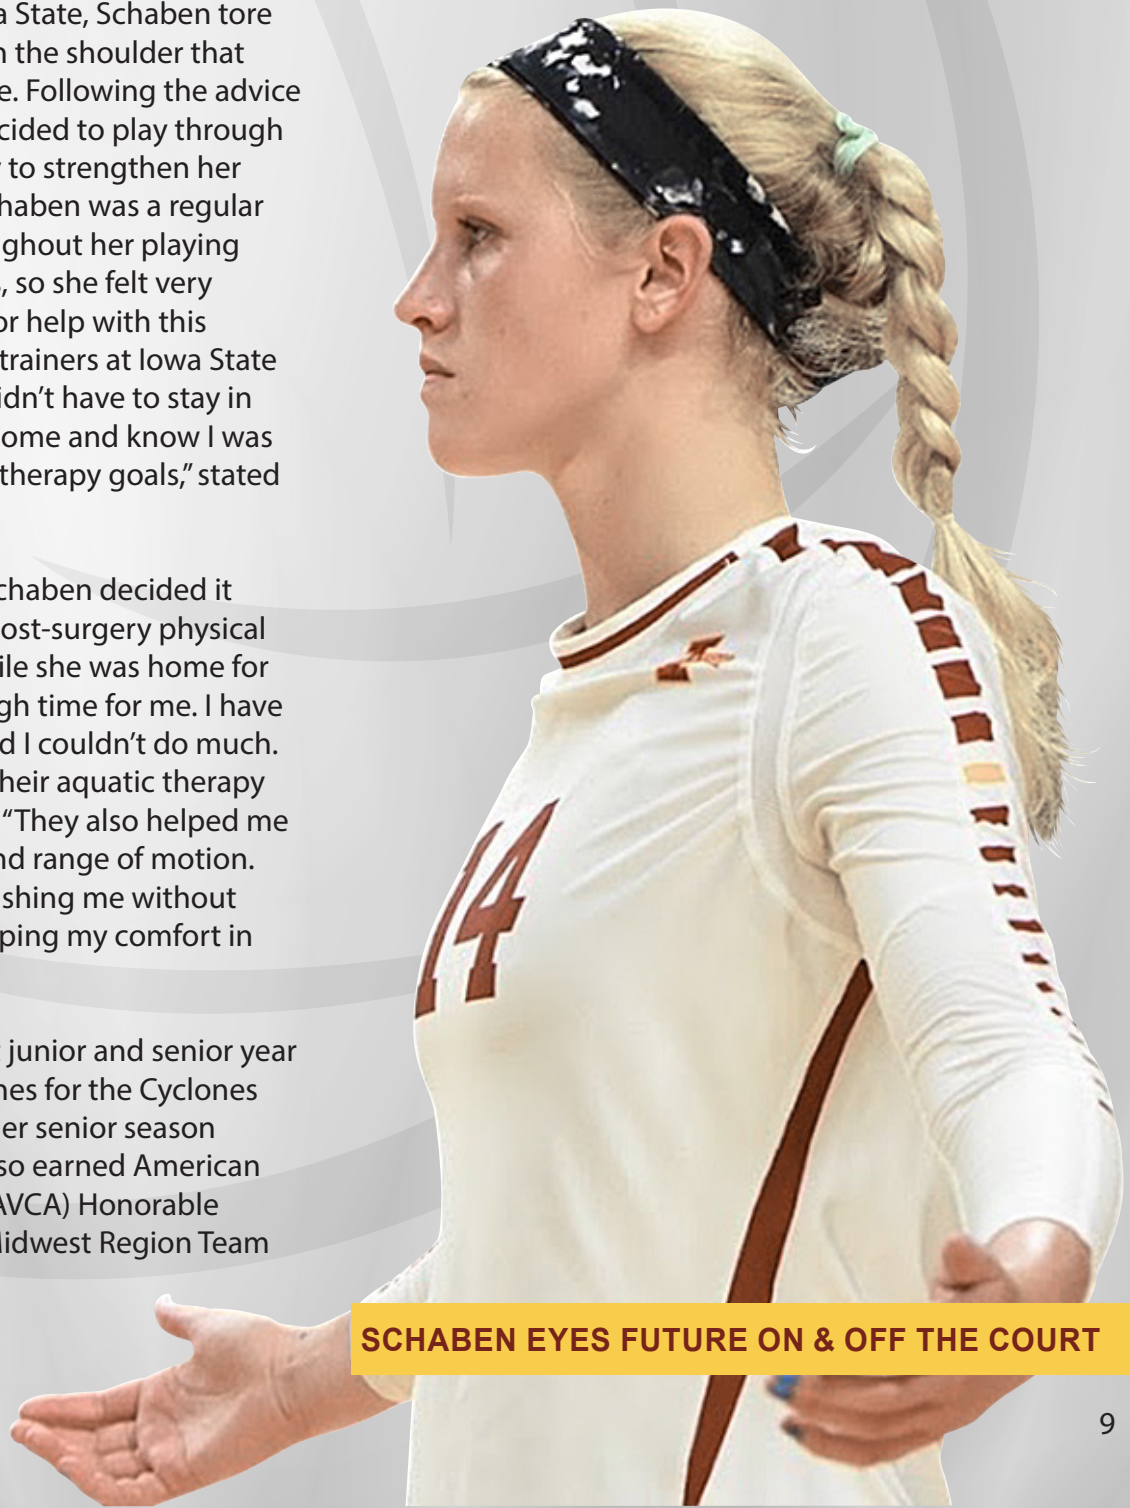 a State, Schaben tore
n the shoulder that
e. Following the advice
cided to play through
y to strengthen her
chaben was a regular
ghout her playing
s, so she felt very
or help with this
trainers at Iowa State
idn’t have to stay in
ome and know I was
therapy goals,” stated
chaben decided it
ost-surgery physical
ile she was home for
gh time for me. I have
d I couldn’t do much.
heir aquatic therapy
“They also helped me
nd range of motion.
shing me without
ping my comfort in
t junior and senior year
nes for the Cyclones
er senior season
so earned American
AVCA) Honorable
Midwest Region Team
14
SCHABEN EYES FUTURE ON & OFF THE COURT
9